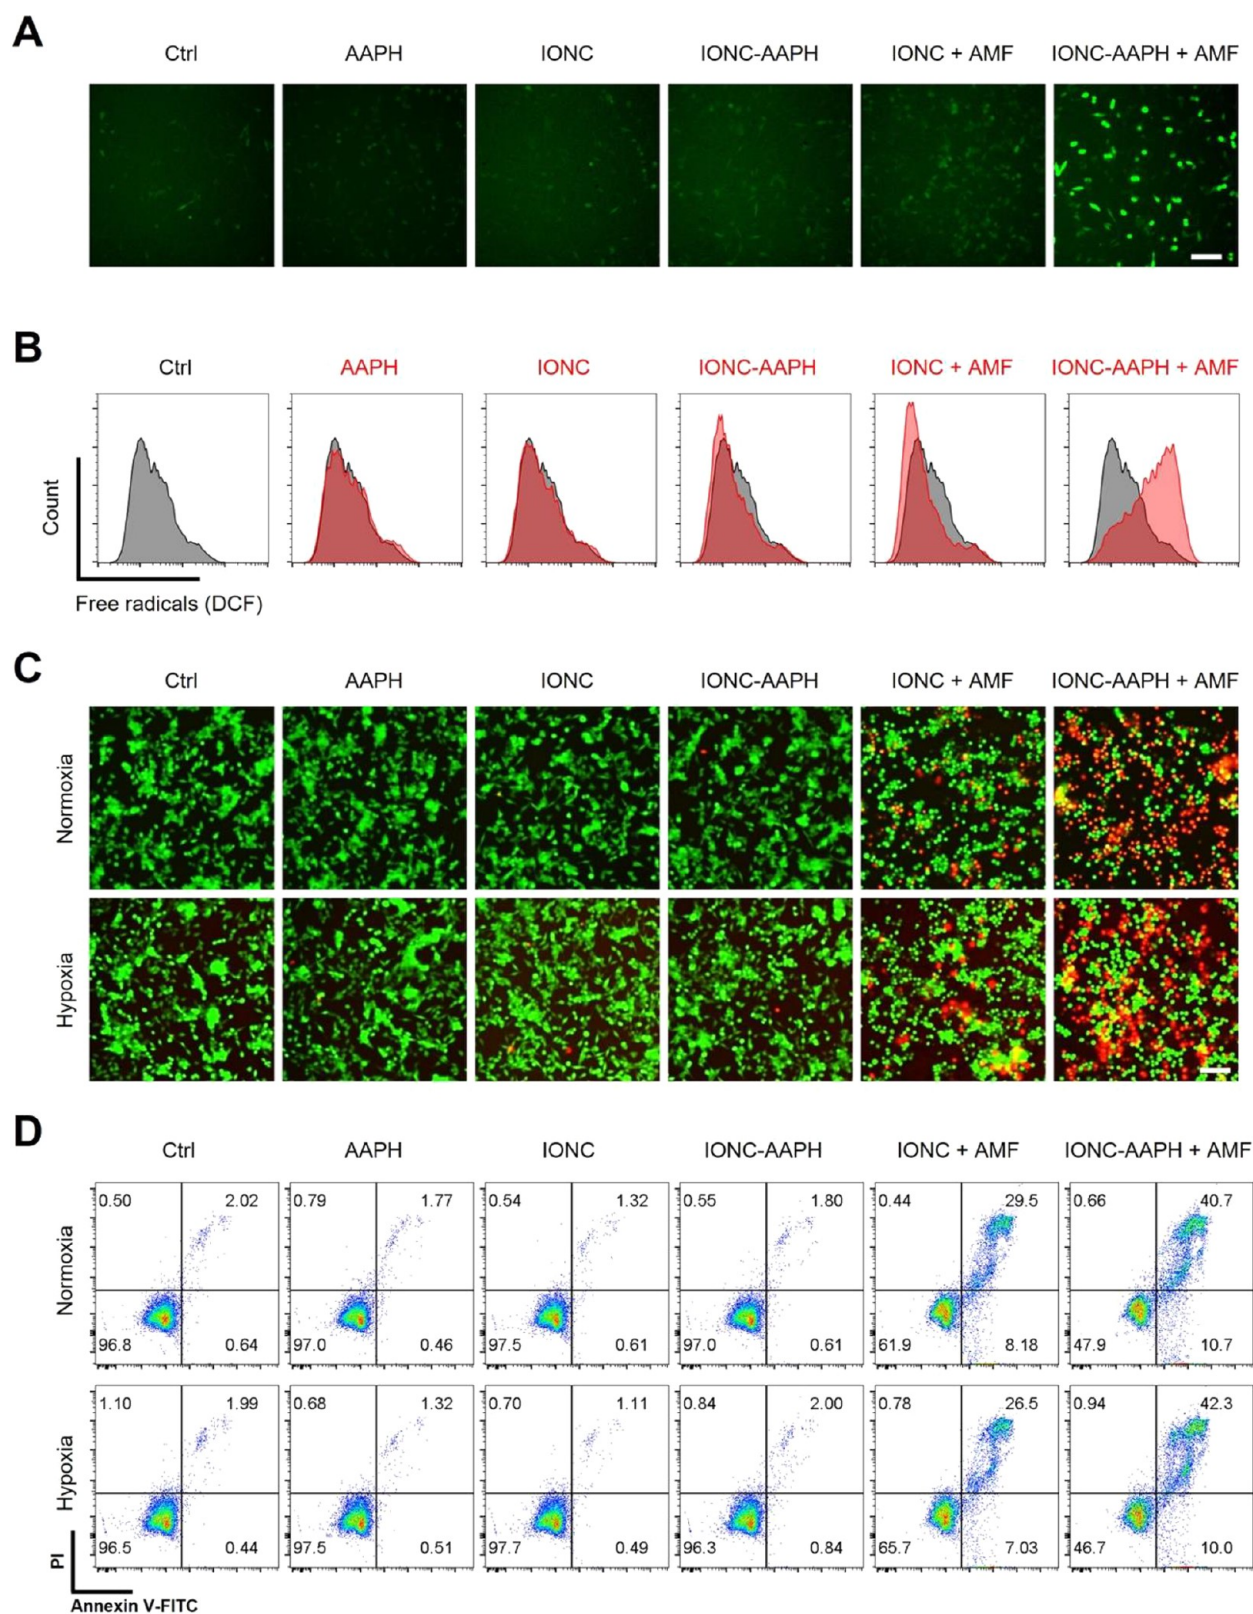 A
Ctrl AAPH IONC IONC-AAPH IONC + AMF IONC-AAPH + AMF
B
Ctrl AAPH IONC IONC-AAPH IONC + AMF IONC-AAPH + AMF
Count
Free radicals (DCF)
C
Ctrl AAPH IONC IONC-AAPH IONC + AMF IONC-AAPH + AMF
Normoxia
Hypoxia
D
Ctrl AAPH IONC IONC-AAPH IONC + AMF IONC-AAPH + AMF
Normoxia
0.50 2.02 0.79 1.77 0.54 1.32 0.55 1.80 0.44 29.5 0.66 40.7
96.8 0.64 97.0 0.46 97.5 0.61 97.0 0.61 61.9 8.18 47.9 10.7
Hypoxia
1.10 1.99 0.68 1.32 0.70 1.11 0.84 2.00 0.78 26.5 0.94 42.3
96.5 0.44 97.5 0.51 97.7 0.49 96.3 0.84 65.7 7.03 46.7 10.0
PI
Annexin V-FITC